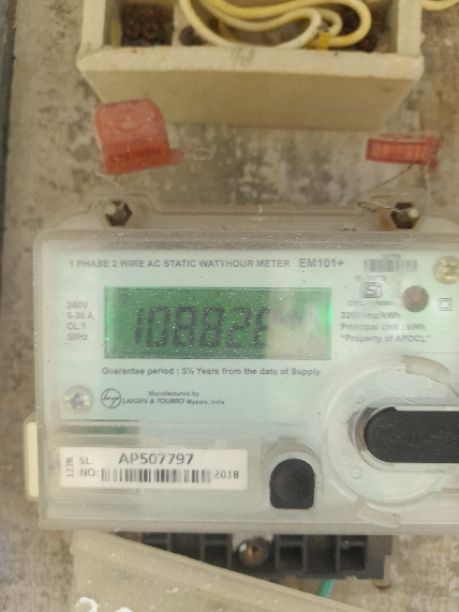 1 PHASE 2 WIRE AC STATIC WATTHOUR METER EM101+
240V
5-30 A
CL 1
50Hz
3200 imp/kWh
Principal Unit : kWh
"Property of APDCL"
Guarantee period : 5½ Years from the date of Supply
Manufactured by
LARSEN & TOUBRO Mysore, India.
SL. NO: AP507797
2018